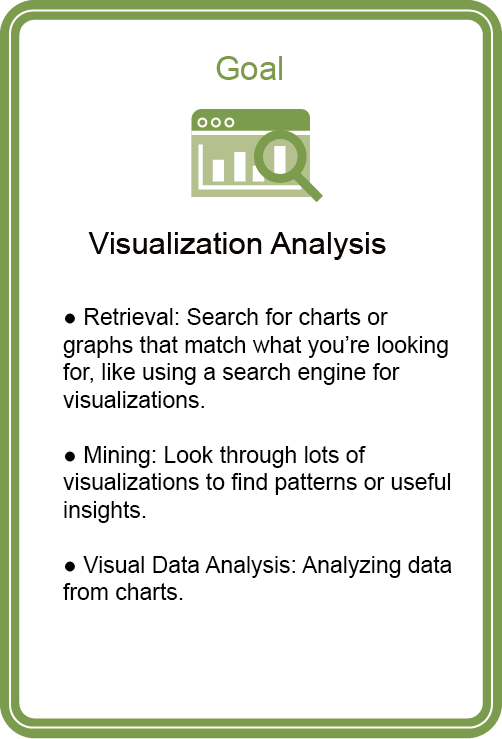 Goal
Visualization Analysis
● Retrieval: Search for charts or
graphs that match what you’re looking
for, like using a search engine for
visualizations.
● Mining: Look through lots of
visualizations to find patterns or useful
insights.
● Visual Data Analysis: Analyzing data
from charts.